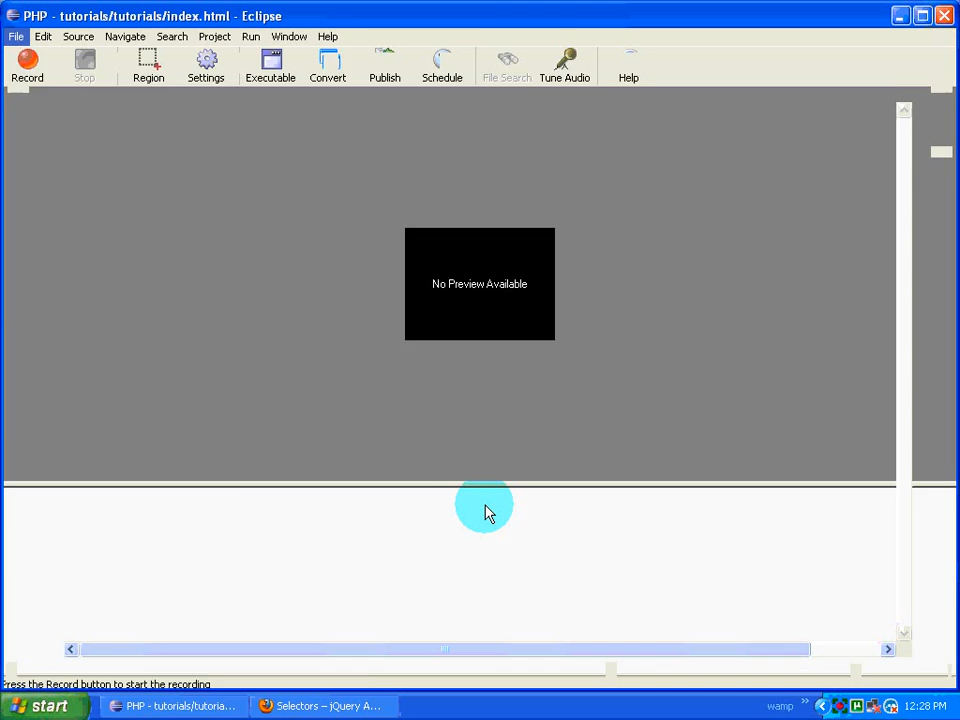 PHP - tutorials/tutorials/index.html - Eclipse
File Edit Source Navigate Search Project Run Window Help
Record Stop Region Settings Executable Convert Publish Schedule File Search Tune Audio Help
No Preview Available
Press the Record button to start the recording
start PHP - tutorials/tutoria... Selectors – jQuery A... wamp » 12:28 PM